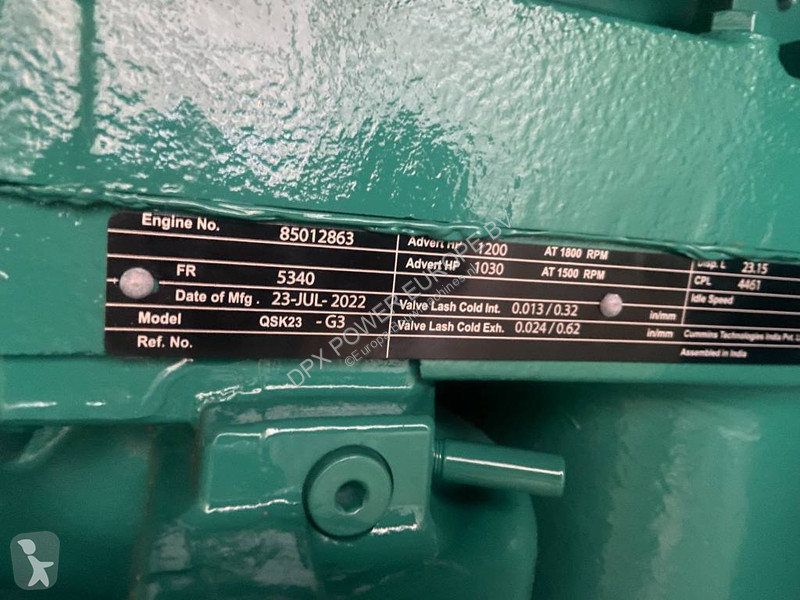 Engine No. 85012863
FR 5340
Date of Mfg. 23-JUL-2022
Model QSK23 -G3
Ref. No.
Advert HP 1200 AT 1800 RPM
Advert HP 1030 AT 1500 RPM
Valve Lash Cold Int. 0.013 / 0.32 in/mm
Valve Lash Cold Exh. 0.024 / 0.62 in/mm
Disp. L 23.15
CPL 4461
Idle Speed
Cummins Technologies India Pvt.
Assembled in India
DPX POWER EUROPE BV